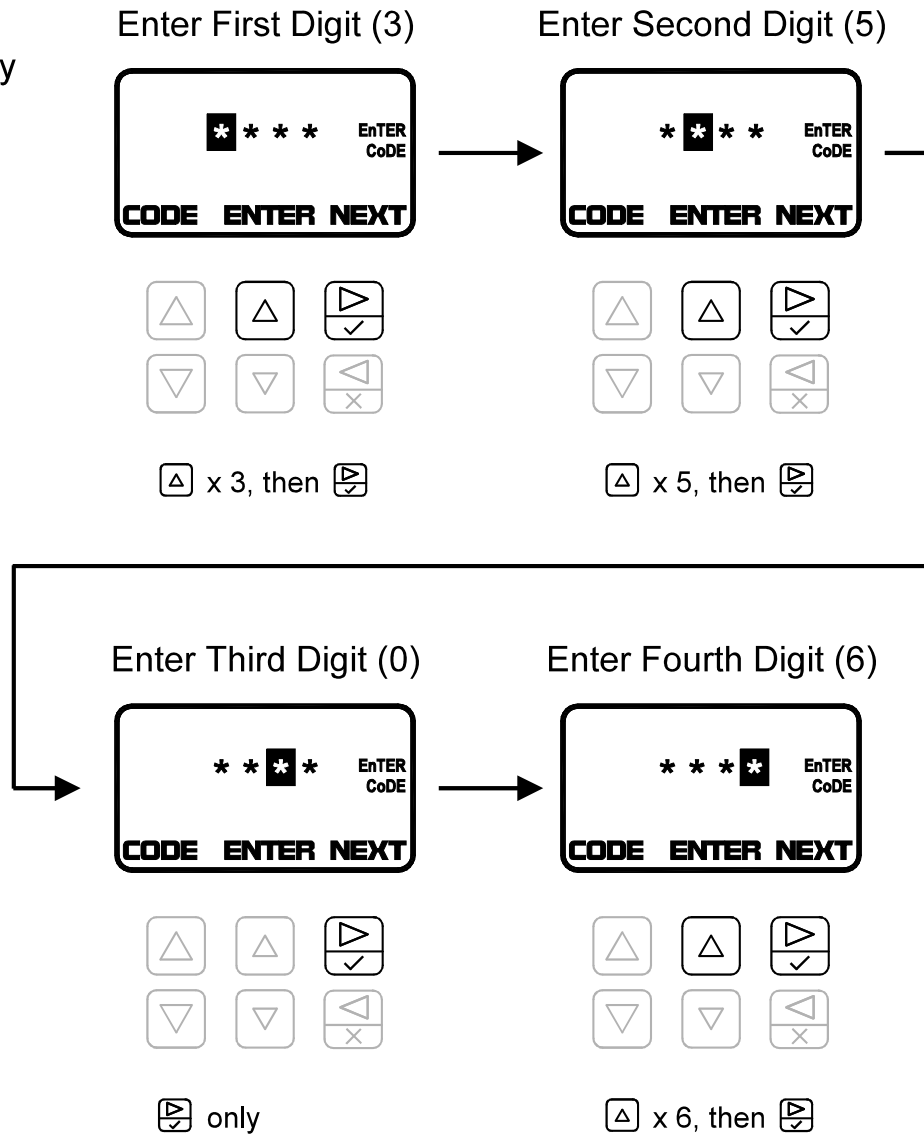 Enter First Digit (3)
Enter Second Digit (5)
y
* * * * EnTER
CoDE
CODE ENTER NEXT
* * * * EnTER
CoDE
CODE ENTER NEXT
x 3, then
x 5, then
Enter Third Digit (0)
Enter Fourth Digit (6)
* * * * EnTER
CoDE
CODE ENTER NEXT
* * * * EnTER
CoDE
CODE ENTER NEXT
only
x 6, then